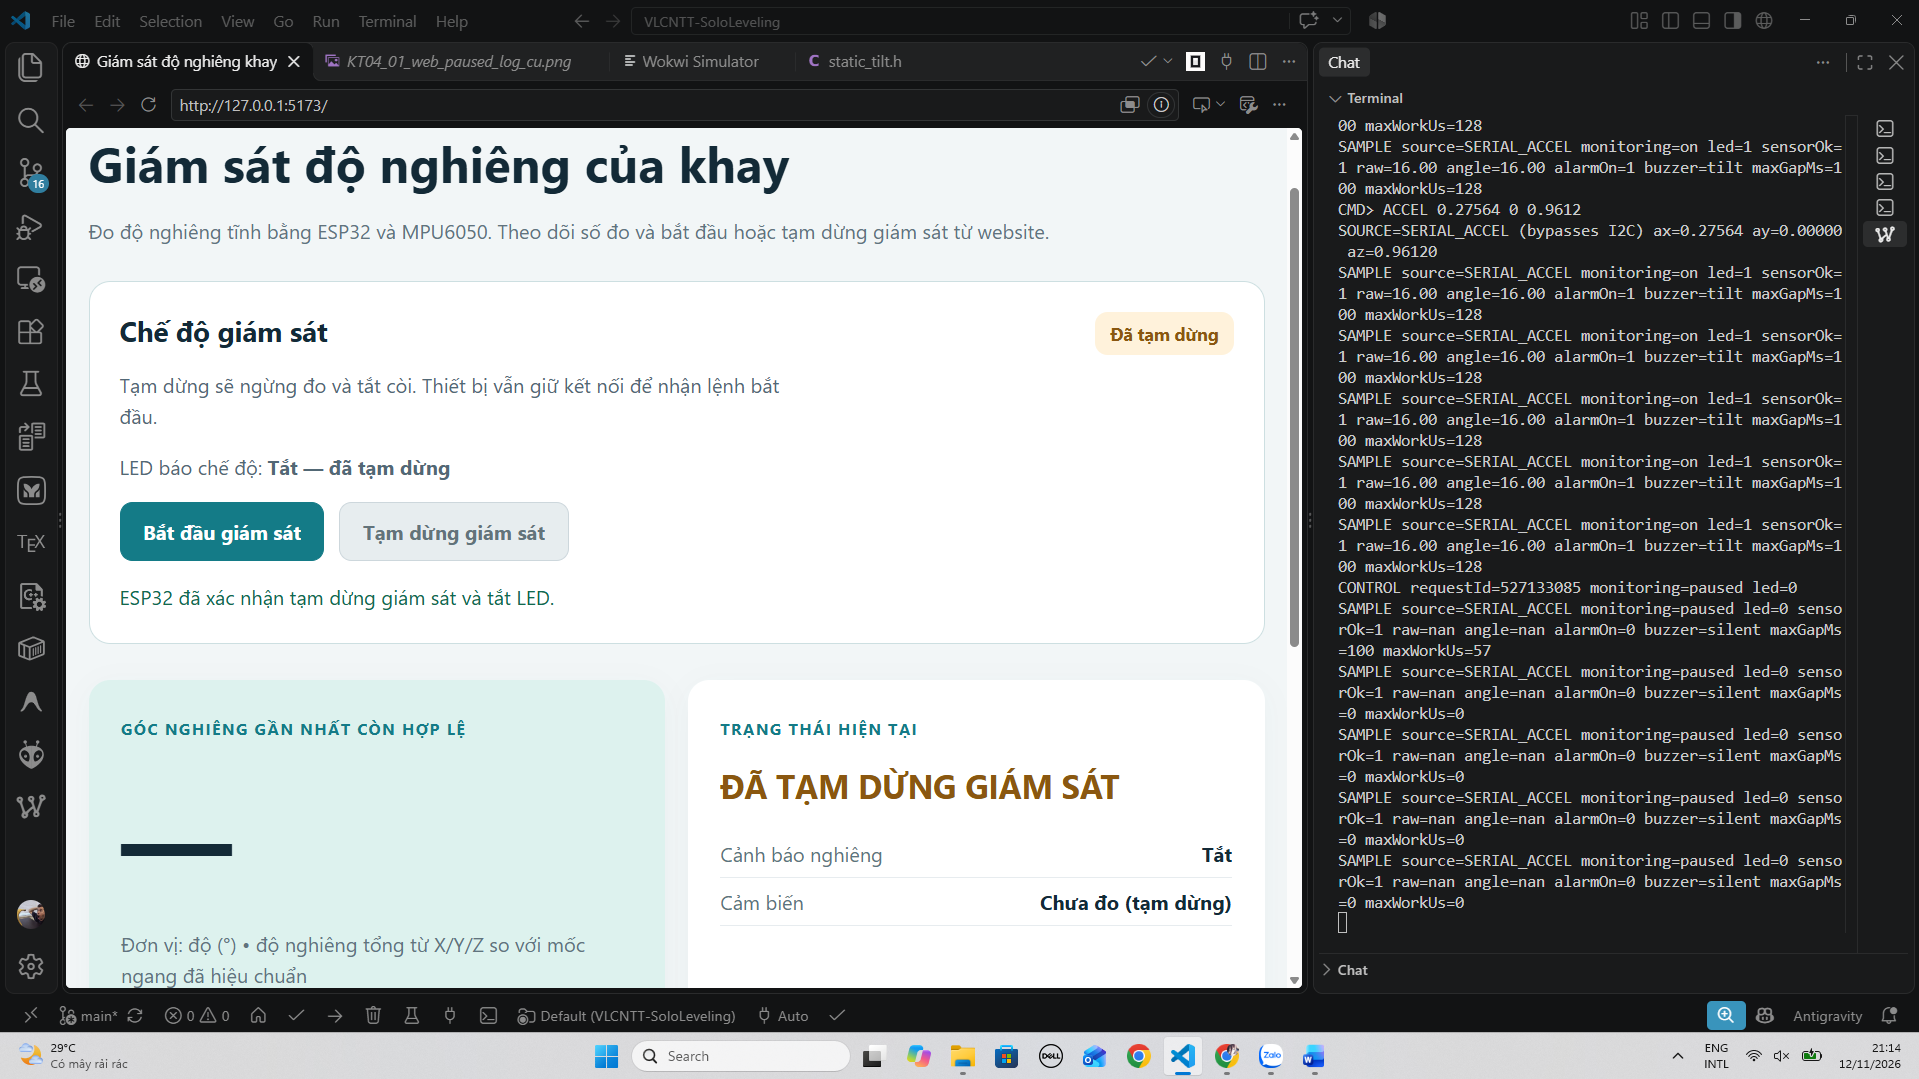 File Edit Selection View Go Run Terminal Help
VLCNTT-SoloLeveling
Giám sát độ nghiêng khay
KT04_01_web_paused_log_cu.png
Wokwi Simulator
C static_tilt.h
http://127.0.0.1:5173/
Giám sát độ nghiêng của khay
Đo độ nghiêng tĩnh bằng ESP32 và MPU6050. Theo dõi số đo và bắt đầu hoặc tạm dừng giám sát từ website.
Chế độ giám sát
Đã tạm dừng
Tạm dừng sẽ ngừng đo và tắt còi. Thiết bị vẫn giữ kết nối để nhận lệnh bắt
đầu.
LED báo chế độ: Tắt — đã tạm dừng
Bắt đầu giám sát
Tạm dừng giám sát
ESP32 đã xác nhận tạm dừng giám sát và tắt LED.
GÓC NGHIÊNG GẦN NHẤT CÒN HỢP LỆ
—
Đơn vị: độ (°) • độ nghiêng tổng từ X/Y/Z so với mốc
ngang đã hiệu chuẩn
TRẠNG THÁI HIỆN TẠI
ĐÃ TẠM DỪNG GIÁM SÁT
Cảnh báo nghiêng Tắt
Cảm biến Chưa đo (tạm dừng)
Chat
Terminal
00 maxWorkUs=128
SAMPLE source=SERIAL_ACCEL monitoring=on led=1 sensorOk=
1 raw=16.00 angle=16.00 alarmOn=1 buzzer=tilt maxGapMs=1
00 maxWorkUs=128
CMD> ACCEL 0.27564 0 0.9612
SOURCE=SERIAL_ACCEL (bypasses I2C) ax=0.27564 ay=0.00000
az=0.96120
SAMPLE source=SERIAL_ACCEL monitoring=on led=1 sensorOk=
1 raw=16.00 angle=16.00 alarmOn=1 buzzer=tilt maxGapMs=1
00 maxWorkUs=128
SAMPLE source=SERIAL_ACCEL monitoring=on led=1 sensorOk=
1 raw=16.00 angle=16.00 alarmOn=1 buzzer=tilt maxGapMs=1
00 maxWorkUs=128
SAMPLE source=SERIAL_ACCEL monitoring=on led=1 sensorOk=
1 raw=16.00 angle=16.00 alarmOn=1 buzzer=tilt maxGapMs=1
00 maxWorkUs=128
SAMPLE source=SERIAL_ACCEL monitoring=on led=1 sensorOk=
1 raw=16.00 angle=16.00 alarmOn=1 buzzer=tilt maxGapMs=1
00 maxWorkUs=128
SAMPLE source=SERIAL_ACCEL monitoring=on led=1 sensorOk=
1 raw=16.00 angle=16.00 alarmOn=1 buzzer=tilt maxGapMs=1
00 maxWorkUs=128
CONTROL requestId=527133085 monitoring=paused led=0
SAMPLE source=SERIAL_ACCEL monitoring=paused led=0 senso
rOk=1 raw=nan angle=nan alarmOn=0 buzzer=silent maxGapMs
=100 maxWorkUs=57
SAMPLE source=SERIAL_ACCEL monitoring=paused led=0 senso
rOk=1 raw=nan angle=nan alarmOn=0 buzzer=silent maxGapMs
=0 maxWorkUs=0
SAMPLE source=SERIAL_ACCEL monitoring=paused led=0 senso
rOk=1 raw=nan angle=nan alarmOn=0 buzzer=silent maxGapMs
=0 maxWorkUs=0
SAMPLE source=SERIAL_ACCEL monitoring=paused led=0 senso
rOk=1 raw=nan angle=nan alarmOn=0 buzzer=silent maxGapMs
=0 maxWorkUs=0
SAMPLE source=SERIAL_ACCEL monitoring=paused led=0 senso
rOk=1 raw=nan angle=nan alarmOn=0 buzzer=silent maxGapMs
=0 maxWorkUs=0
Chat
16
TEX
main* 0 0 Default (VLCNTT-SoloLeveling) Auto
Antigravity
29°C
Có mây rải rác
Search
DELL
Zalo
ENG
INTL
21:14
12/11/2026